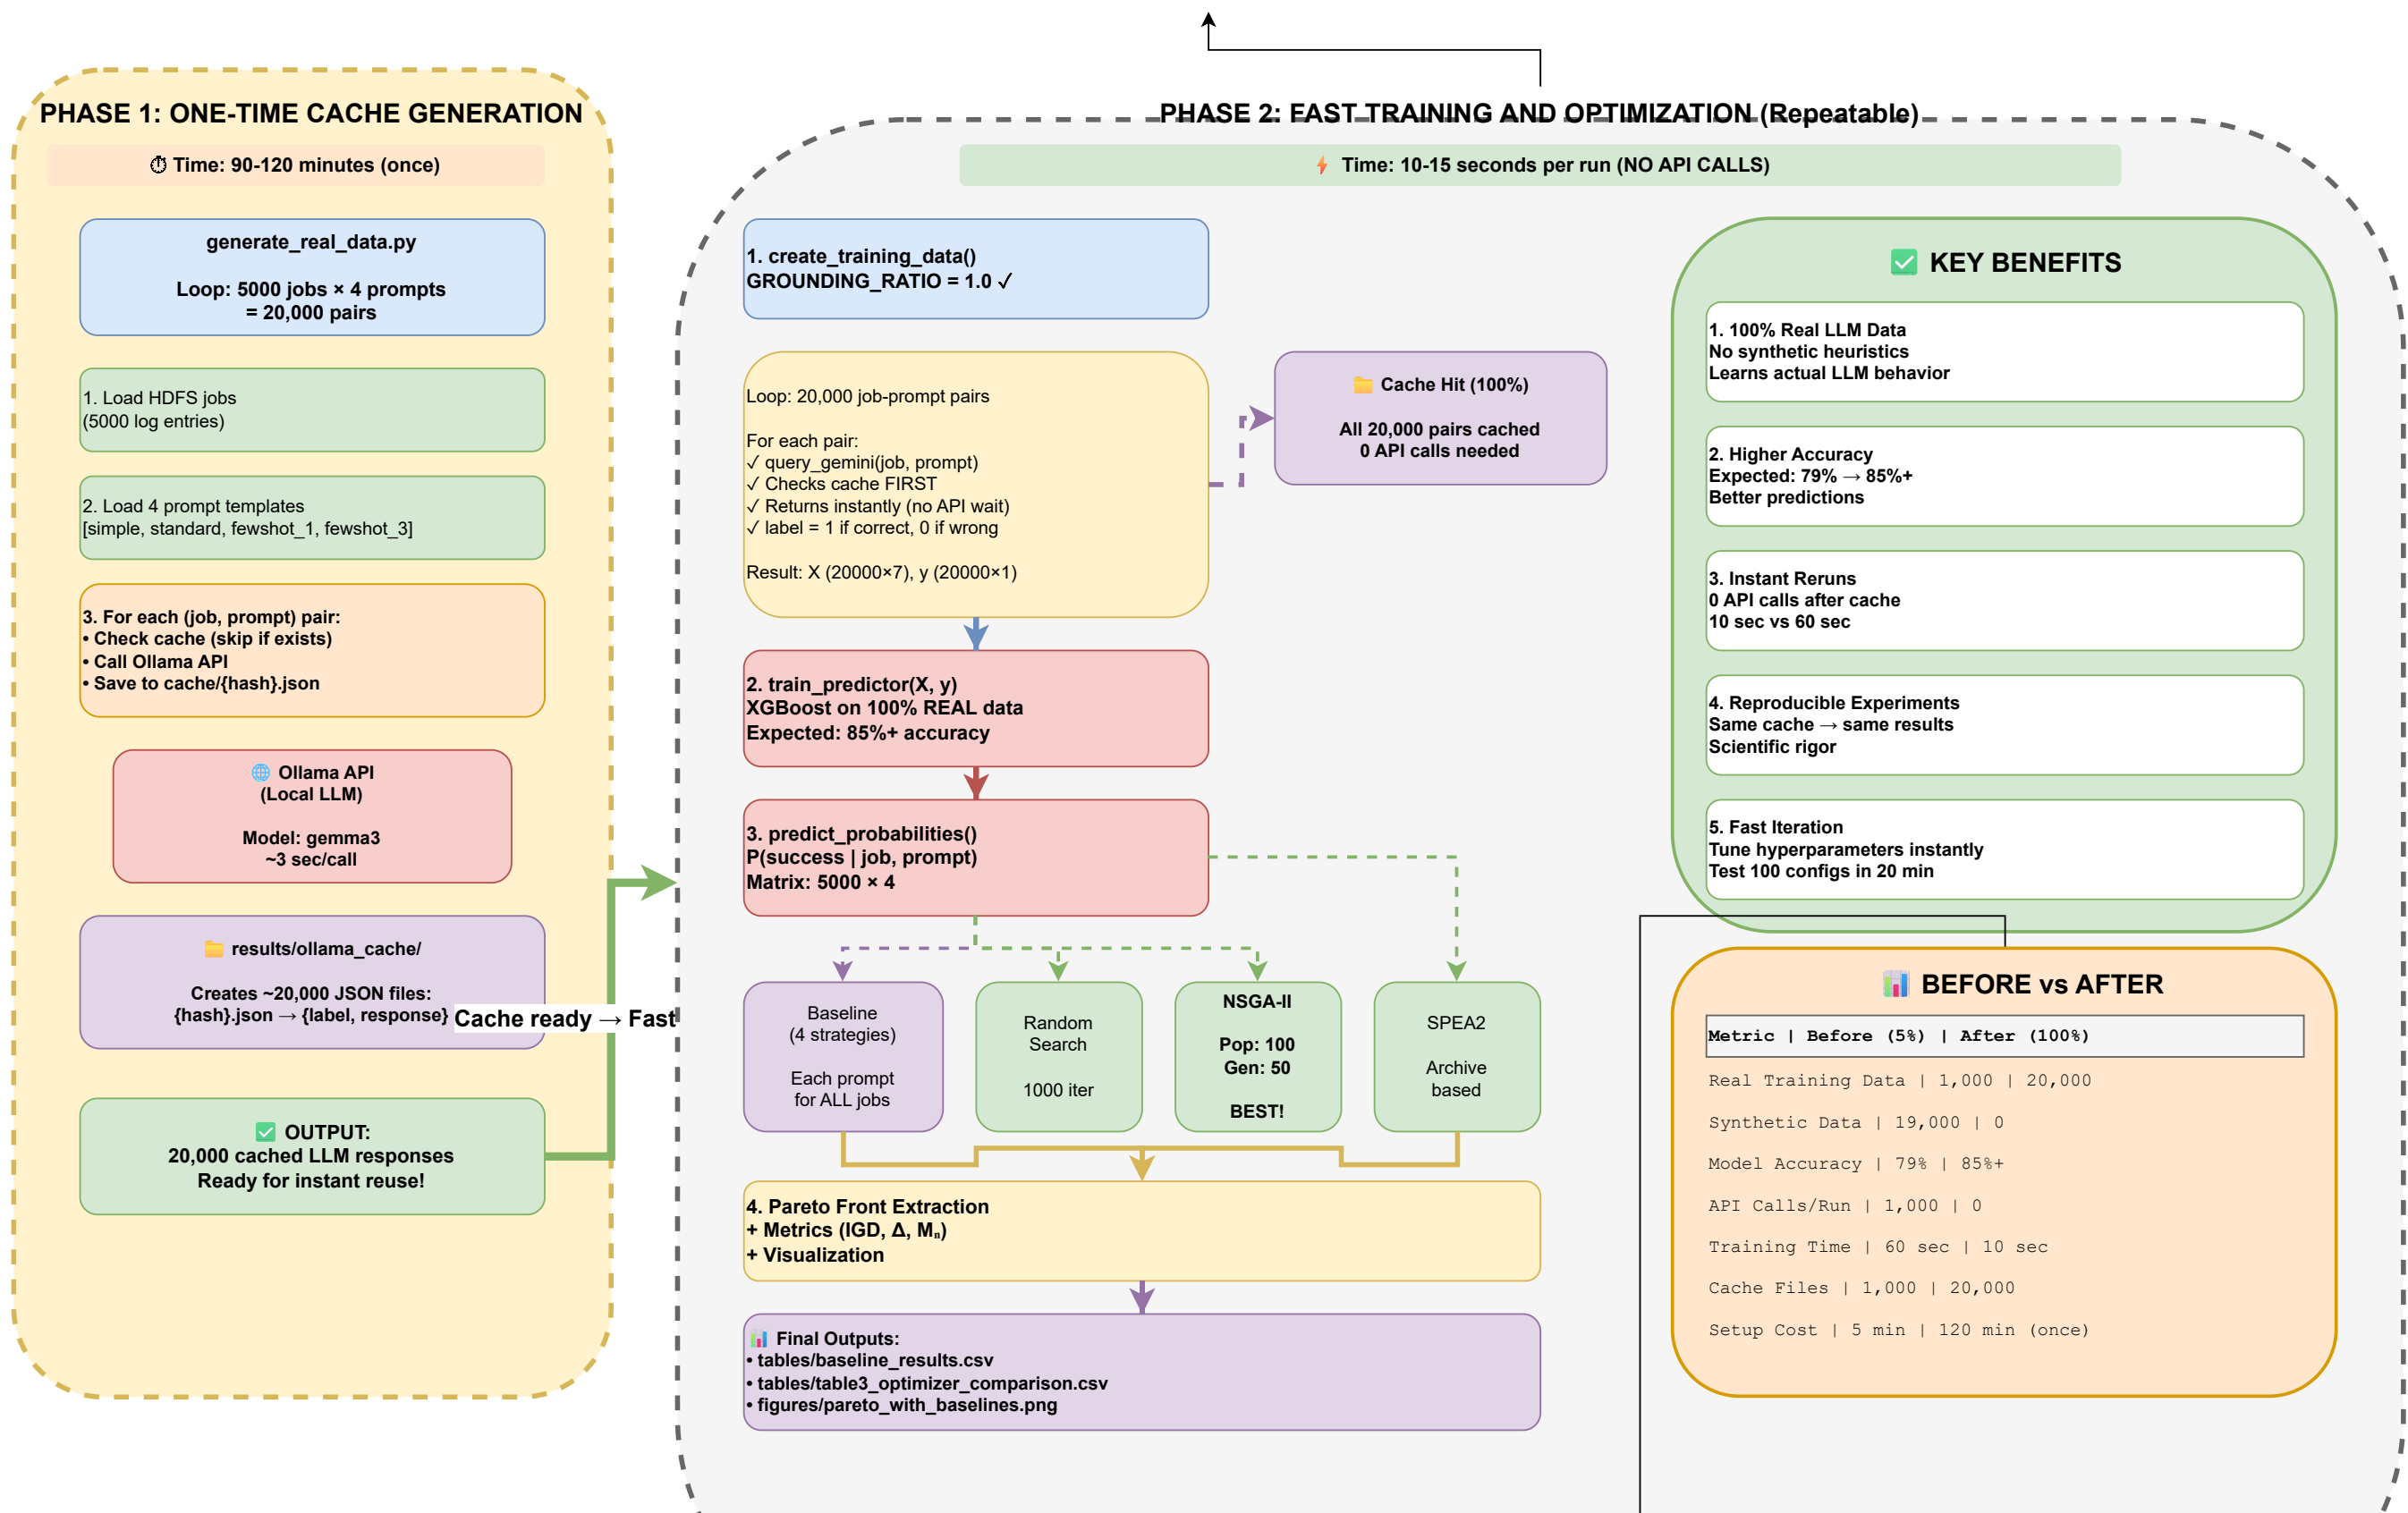 PHASE 1: ONE-TIME CACHE GENERATION
⏱ Time: 90-120 minutes (once)
generate_real_data.py
Loop: 5000 jobs × 4 prompts
= 20,000 pairs
1. Load HDFS jobs
(5000 log entries)
2. Load 4 prompt templates
[simple, standard, fewshot_1, fewshot_3]
3. For each (job, prompt) pair:
• Check cache (skip if exists)
• Call Ollama API
• Save to cache/{hash}.json
🌐 Ollama API
(Local LLM)
Model: gemma3
~3 sec/call
📁 results/ollama_cache/
Creates ~20,000 JSON files:
{hash}.json → {label, response}
✅ OUTPUT:
20,000 cached LLM responses
Ready for instant reuse!
Cache ready → Fast
PHASE 2: FAST TRAINING AND OPTIMIZATION (Repeatable)
⚡ Time: 10-15 seconds per run (NO API CALLS)
1. create_training_data()
GROUNDING_RATIO = 1.0 ✓
Loop: 20,000 job-prompt pairs
For each pair:
✓ query_gemini(job, prompt)
✓ Checks cache FIRST
✓ Returns instantly (no API wait)
✓ label = 1 if correct, 0 if wrong
Result: X (20000×7), y (20000×1)
📁 Cache Hit (100%)
All 20,000 pairs cached
0 API calls needed
2. train_predictor(X, y)
XGBoost on 100% REAL data
Expected: 85%+ accuracy
3. predict_probabilities()
P(success | job, prompt)
Matrix: 5000 × 4
Baseline
(4 strategies)
Each prompt
for ALL jobs
Random
Search
1000 iter
NSGA-II
Pop: 100
Gen: 50
BEST!
SPEA2
Archive
based
4. Pareto Front Extraction
+ Metrics (IGD, Δ, Mₙ)
+ Visualization
📊 Final Outputs:
• tables/baseline_results.csv
• tables/table3_optimizer_comparison.csv
• figures/pareto_with_baselines.png
✅ KEY BENEFITS
1. 100% Real LLM Data
No synthetic heuristics
Learns actual LLM behavior
2. Higher Accuracy
Expected: 79% → 85%+
Better predictions
3. Instant Reruns
0 API calls after cache
10 sec vs 60 sec
4. Reproducible Experiments
Same cache → same results
Scientific rigor
5. Fast Iteration
Tune hyperparameters instantly
Test 100 configs in 20 min
📊 BEFORE vs AFTER
Metric | Before (5%) | After (100%)
Real Training Data | 1,000 | 20,000
Synthetic Data | 19,000 | 0
Model Accuracy | 79% | 85%+
API Calls/Run | 1,000 | 0
Training Time | 60 sec | 10 sec
Cache Files | 1,000 | 20,000
Setup Cost | 5 min | 120 min (once)